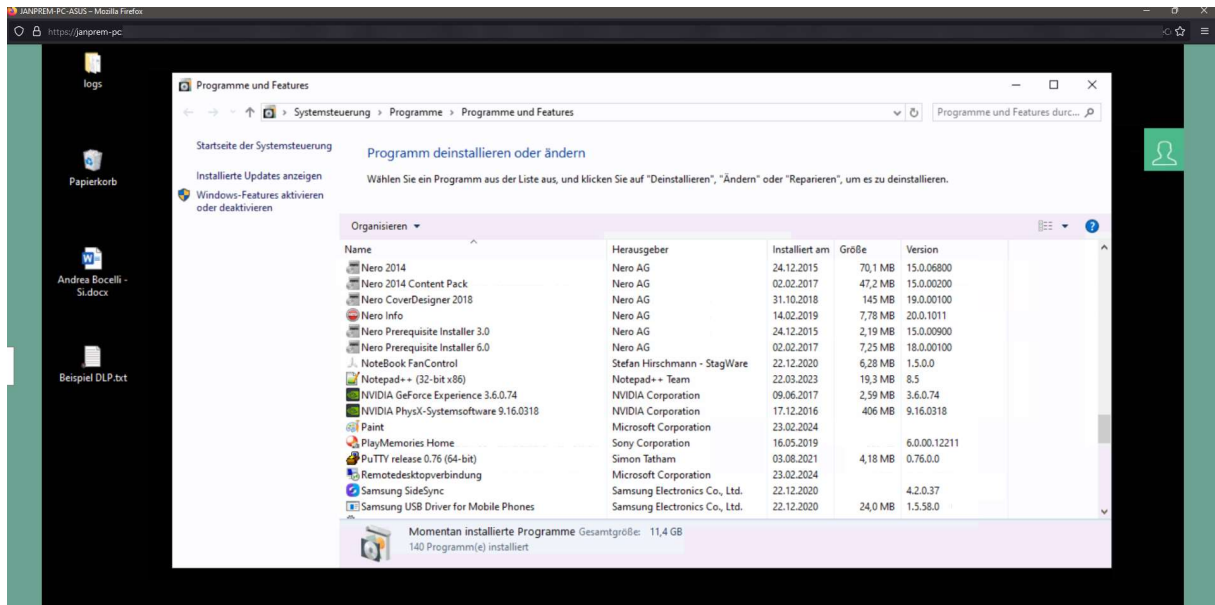 JANPREM-PC-ASUS – Mozilla Firefox
https://janprem-pc
logs
Papierkorb
Andrea Bocelli -
Si.docx
Beispiel DLP.txt
Programme und Features
Systemsteuerung > Programme > Programme und Features
Programme und Features durc...
Startseite der Systemsteuerung
Installierte Updates anzeigen
Windows-Features aktivieren
oder deaktivieren
Programm deinstallieren oder ändern
Wählen Sie ein Programm aus der Liste aus, und klicken Sie auf "Deinstallieren", "Ändern" oder "Reparieren", um es zu deinstallieren.
Organisieren
Name Herausgeber Installiert am Größe Version
Nero 2014 Nero AG 24.12.2015 70,1 MB 15.0.06800
Nero 2014 Content Pack Nero AG 02.02.2017 47,2 MB 15.0.00200
Nero CoverDesigner 2018 Nero AG 31.10.2018 145 MB 19.0.00100
Nero Info Nero AG 14.02.2019 7,78 MB 20.0.1011
Nero Prerequisite Installer 3.0 Nero AG 24.12.2015 2,19 MB 15.0.00900
Nero Prerequisite Installer 6.0 Nero AG 02.02.2017 7,25 MB 18.0.00100
NoteBook FanControl Stefan Hirschmann - StagWare 22.12.2020 6,28 MB 1.5.0.0
Notepad++ (32-bit x86) Notepad++ Team 22.03.2023 19,3 MB 8.5
NVIDIA GeForce Experience 3.6.0.74 NVIDIA Corporation 09.06.2017 2,59 MB 3.6.0.74
NVIDIA PhysX-Systemsoftware 9.16.0318 NVIDIA Corporation 17.12.2016 406 MB 9.16.0318
Paint Microsoft Corporation 23.02.2024
PlayMemories Home Sony Corporation 16.05.2019 6.0.00.12211
PuTTY release 0.76 (64-bit) Simon Tatham 03.08.2021 4,18 MB 0.76.0.0
Remotedesktopverbindung Microsoft Corporation 23.02.2024
Samsung SideSync Samsung Electronics Co., Ltd. 22.12.2020 4.2.0.37
Samsung USB Driver for Mobile Phones Samsung Electronics Co., Ltd. 22.12.2020 24,0 MB 1.5.58.0
Momentan installierte Programme Gesamtgröße: 11,4 GB
140 Programm(e) installiert